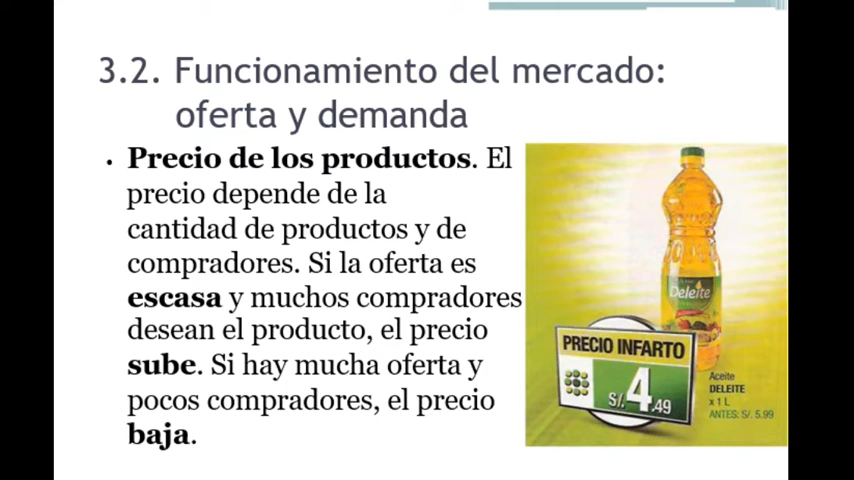 3.2. Funcionamiento del mercado:
oferta y demanda
• Precio de los productos. El
precio depende de la
cantidad de productos y de
compradores. Si la oferta es
escasa y muchos compradores
desean el producto, el precio
sube. Si hay mucha oferta y
pocos compradores, el precio
baja.
Deleite
PRECIO INFARTO
S/. 4.49
Aceite
DELEITE
x 1 L
ANTES: S/. 5.99